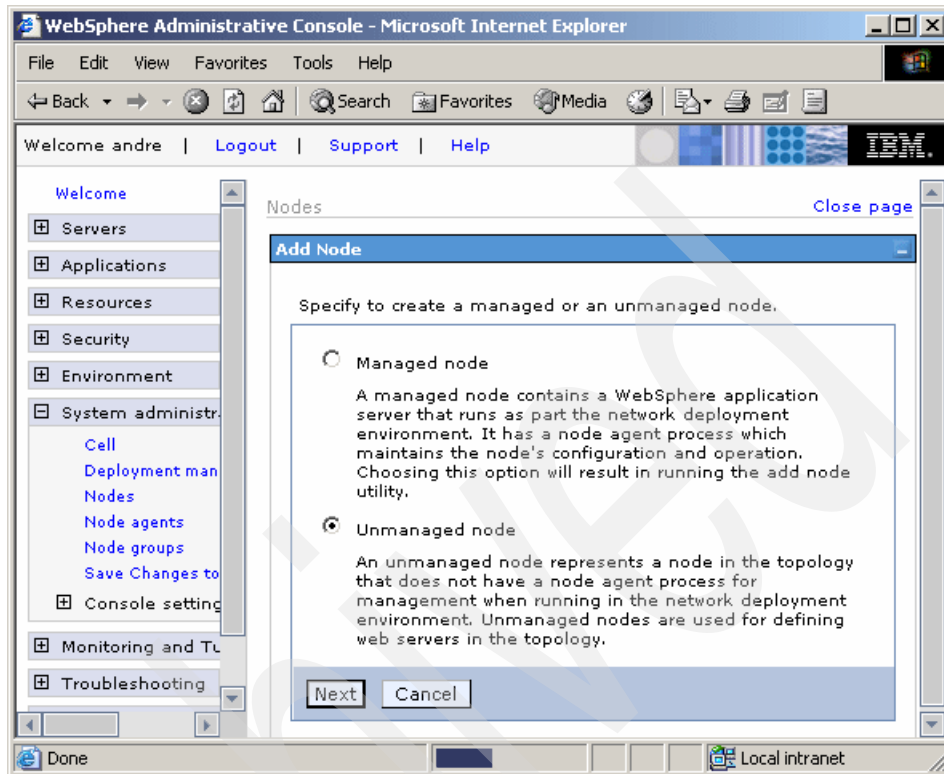 WebSphere Administrative Console - Microsoft Internet Explorer
File Edit View Favorites Tools Help
Back Search Favorites Media
Welcome andre | Logout | Support | Help
IBM.
Welcome
Servers
Applications
Resources
Security
Environment
System administr
Cell
Deployment man
Nodes
Node agents
Node groups
Save Changes to
Console setting
Monitoring and Tu
Troubleshooting
Nodes Close page
Add Node
Specify to create a managed or an unmanaged node.
Managed node
A managed node contains a WebSphere application
server that runs as part the network deployment
environment. It has a node agent process which
maintains the node's configuration and operation.
Choosing this option will result in running the add node
utility.
Unmanaged node
An unmanaged node represents a node in the topology
that does not have a node agent process for
management when running in the network deployment
environment. Unmanaged nodes are used for defining
web servers in the topology.
Next Cancel
Done Local intranet